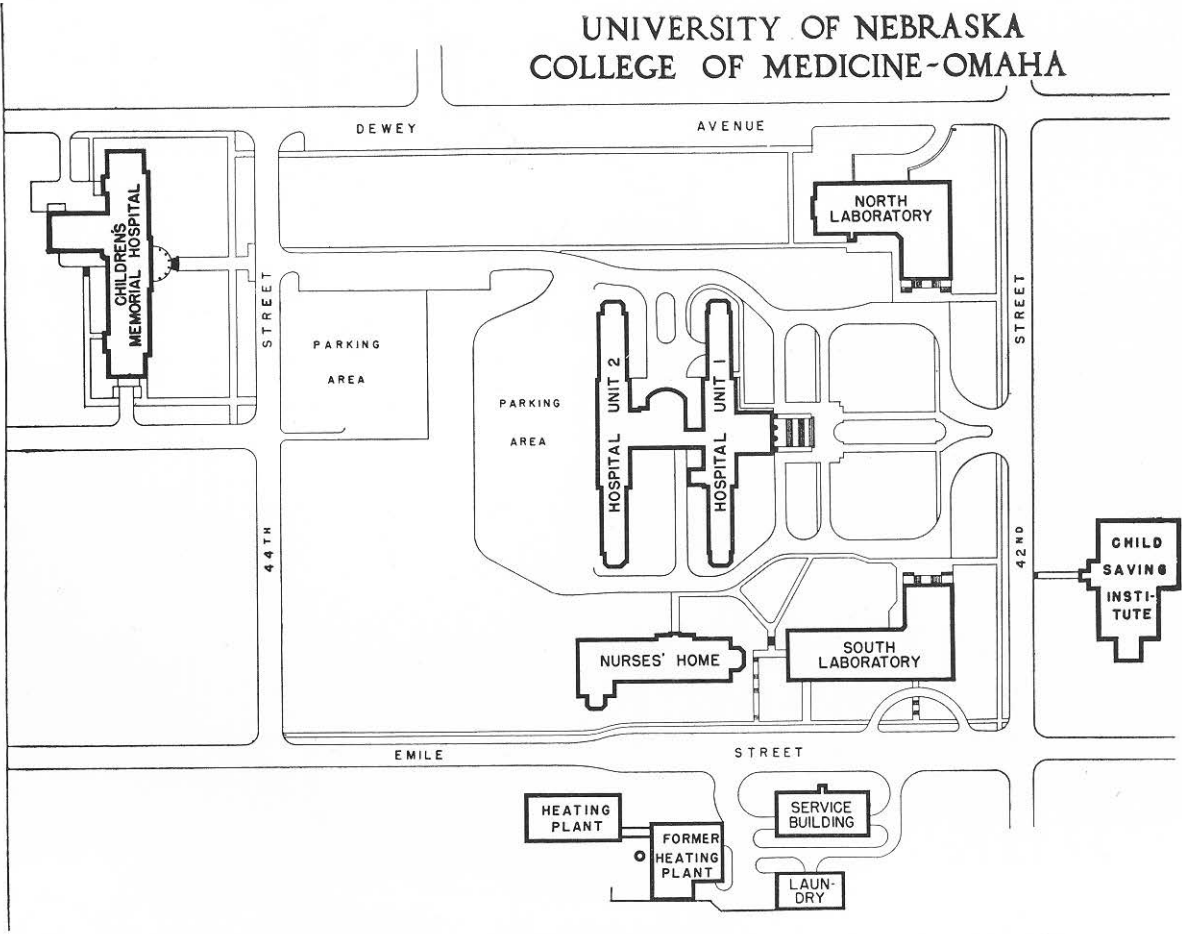 UNIVERSITY OF NEBRASKA
COLLEGE OF MEDICINE-OMAHA
DEWEY AVENUE
CHILDREN'S
MEMORIAL HOSPITAL
STREET
44TH
NORTH
LABORATORY
STREET
42ND
PARKING
AREA
PARKING
AREA
HOSPITAL UNIT 2
HOSPITAL UNIT 1
CHILD
SAVING
INSTI-
TUTE
NURSES' HOME
SOUTH
LABORATORY
EMILE STREET
HEATING
PLANT
FORMER
HEATING
PLANT
SERVICE
BUILDING
LAUN-
DRY